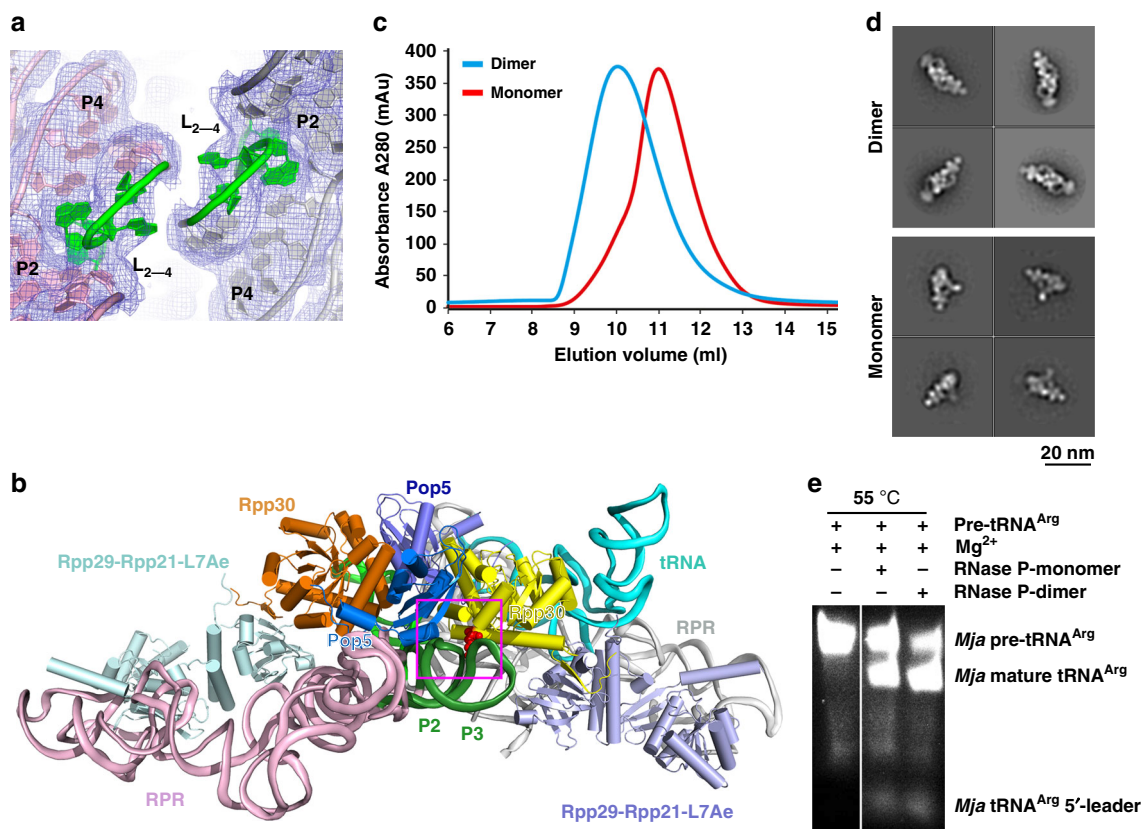 a
P4
L2—4
P2
P2
L2—4
P4
c
Absorbance A280 (mAu)
400
350
300
250
200
150
100
50
0
Dimer
Monomer
6 7 8 9 10 11 12 13 14 15
Elution volume (ml)
d
Dimer
Monomer
20 nm
b
Pop5
Rpp30
Rpp29-Rpp21-L7Ae
tRNA
Rpp30
Pop5
RPR
P2 P3
RPR
Rpp29-Rpp21-L7Ae
e
55 °C
+ + + Pre-tRNAArg
+ + + Mg2+
– + – RNase P-monomer
– – + RNase P-dimer
Mja pre-tRNAArg
Mja mature tRNAArg
Mja tRNAArg 5′-leader